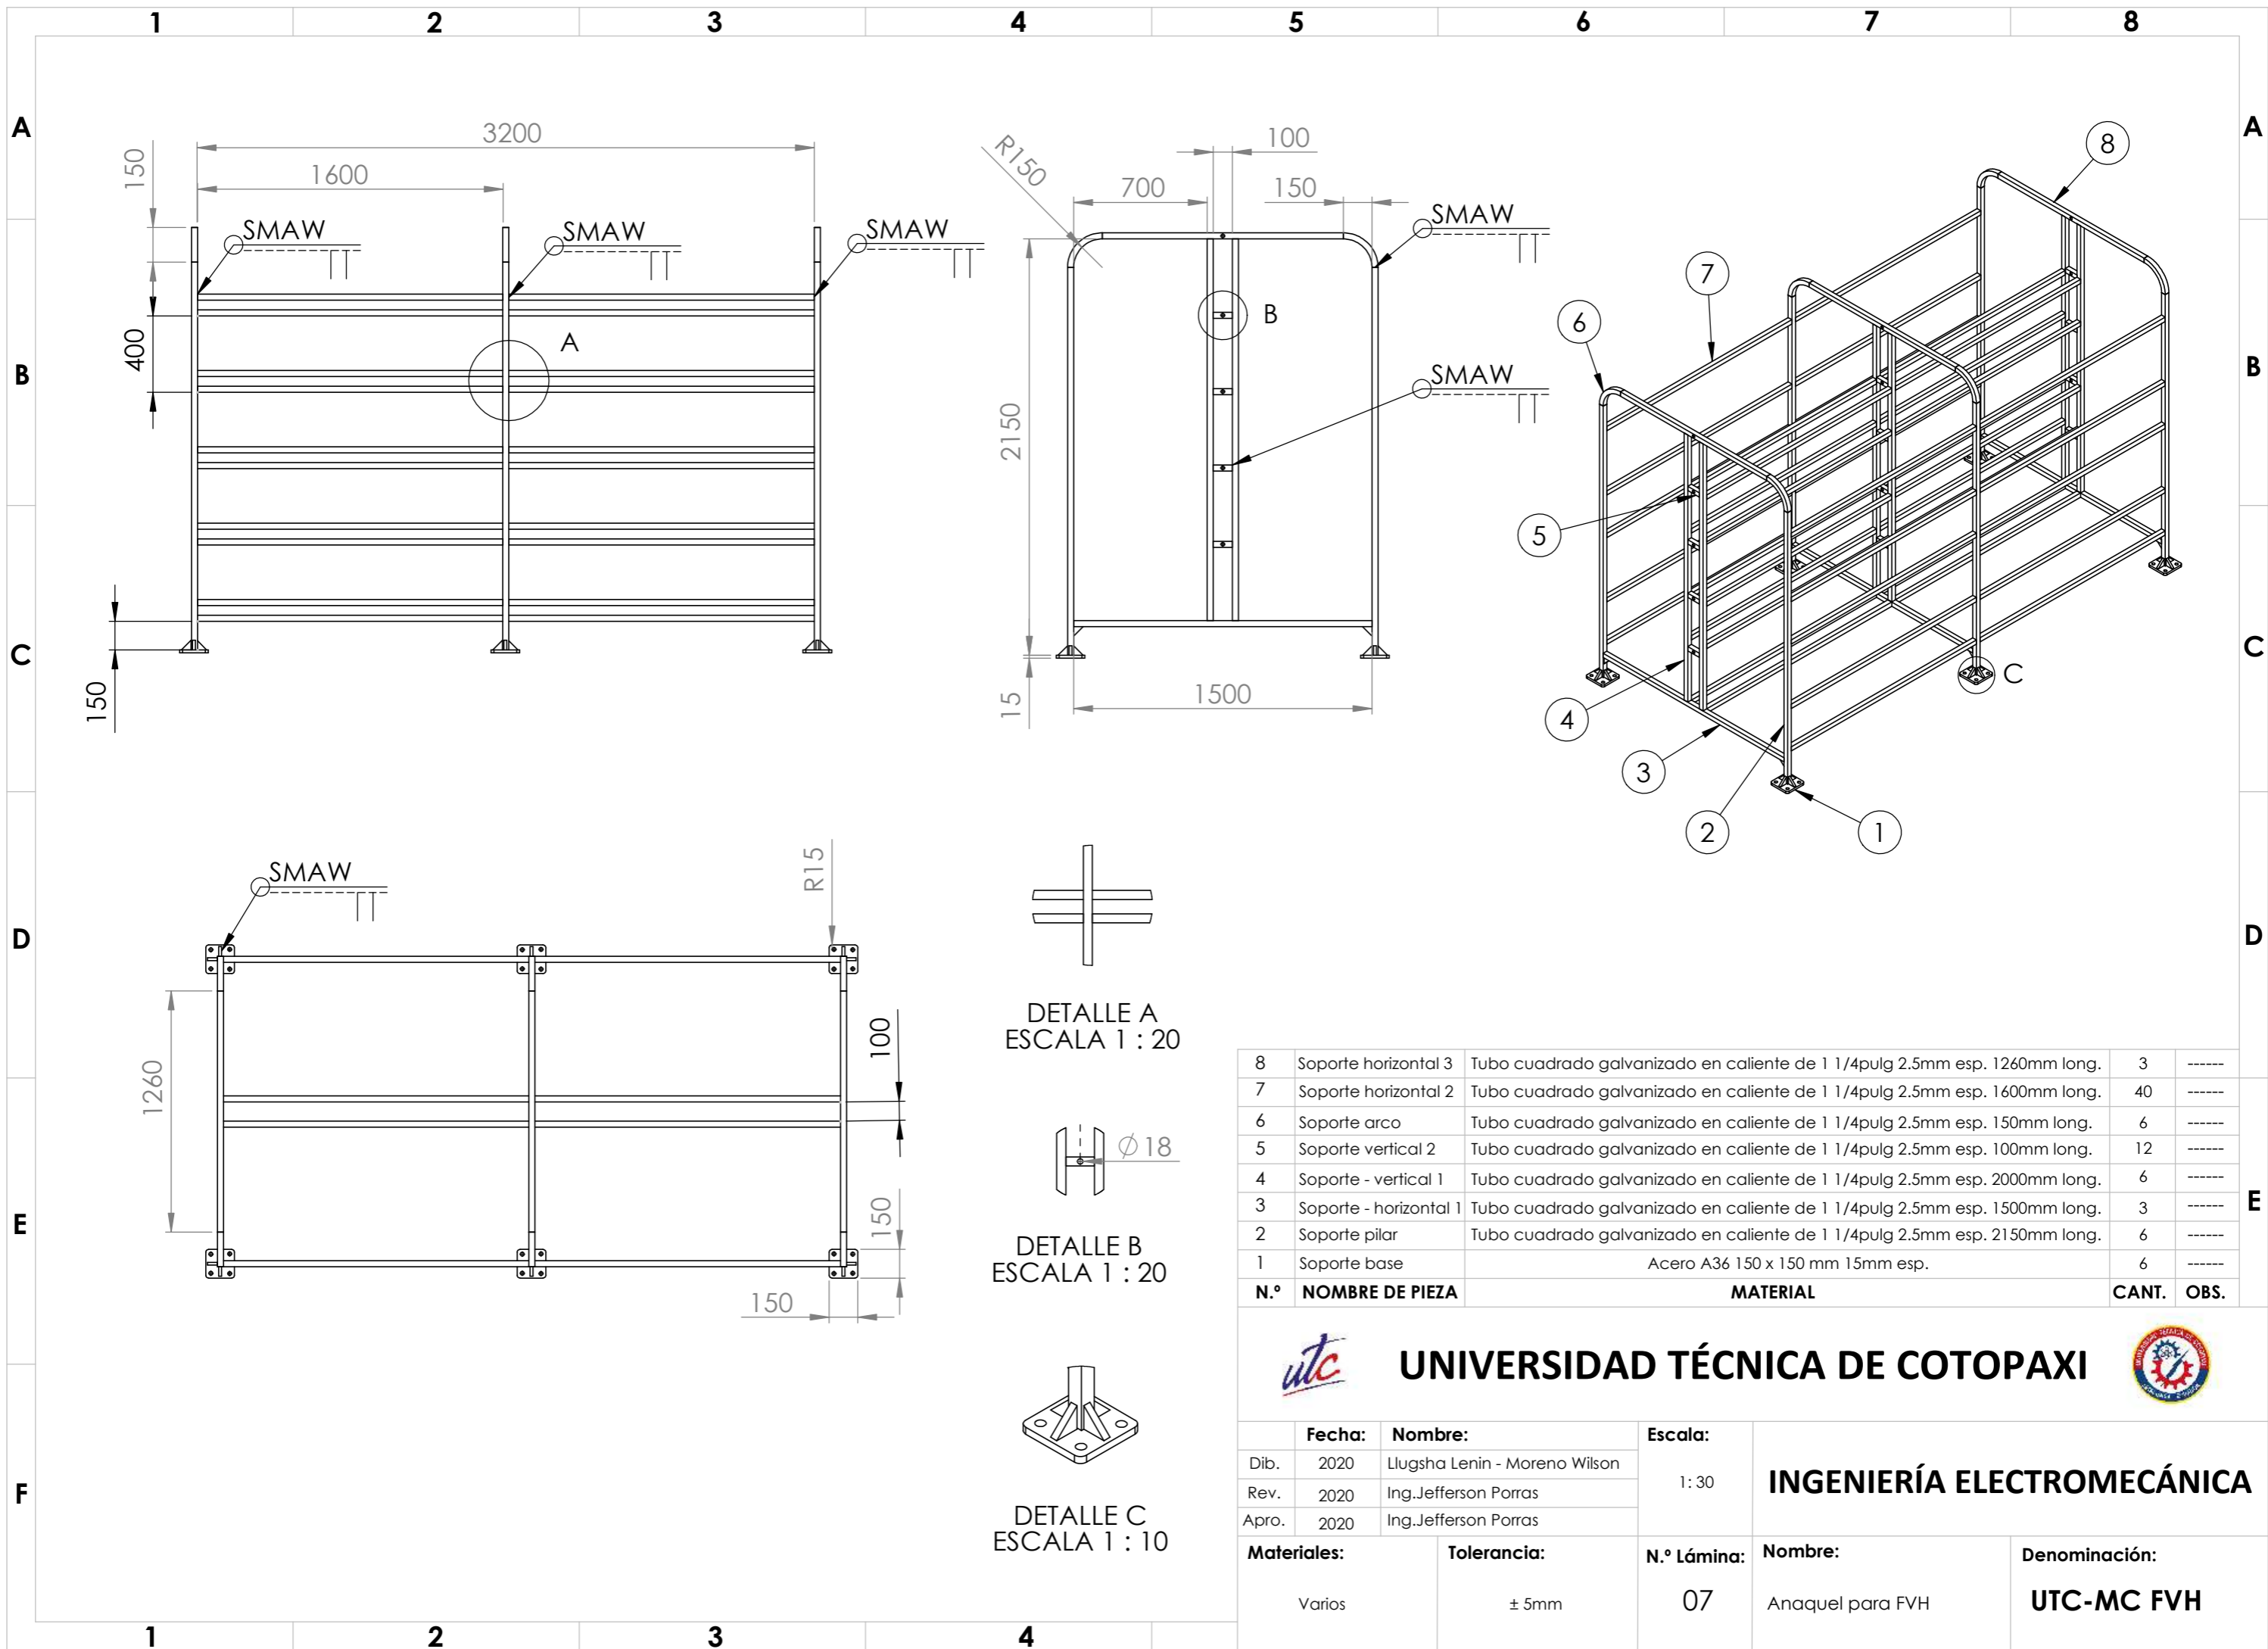 1 2 3 4 5 6 7 8
A A
B B
C C
D D
E E
F
1 2 3 4
3200
1600
150
SMAW
SMAW
SMAW
400
A
150
R150
100
700
150
SMAW
B
SMAW
2150
15
1500
8
7
6
5
4
3
2
1
C
SMAW
R15
1260
100
150
150
DETALLE A
ESCALA 1 : 20
Ø 18
DETALLE B
ESCALA 1 : 20
DETALLE C
ESCALA 1 : 10
8 Soporte horizontal 3 Tubo cuadrado galvanizado en caliente de 1 1/4pulg 2.5mm esp. 1260mm long. 3 ------
7 Soporte horizontal 2 Tubo cuadrado galvanizado en caliente de 1 1/4pulg 2.5mm esp. 1600mm long. 40 ------
6 Soporte arco Tubo cuadrado galvanizado en caliente de 1 1/4pulg 2.5mm esp. 150mm long. 6 ------
5 Soporte vertical 2 Tubo cuadrado galvanizado en caliente de 1 1/4pulg 2.5mm esp. 100mm long. 12 ------
4 Soporte - vertical 1 Tubo cuadrado galvanizado en caliente de 1 1/4pulg 2.5mm esp. 2000mm long. 6 ------
3 Soporte - horizontal 1 Tubo cuadrado galvanizado en caliente de 1 1/4pulg 2.5mm esp. 1500mm long. 3 ------
2 Soporte pilar Tubo cuadrado galvanizado en caliente de 1 1/4pulg 2.5mm esp. 2150mm long. 6 ------
1 Soporte base Acero A36 150 x 150 mm 15mm esp. 6 ------
N.º NOMBRE DE PIEZA MATERIAL CANT. OBS.
utc UNIVERSIDAD TÉCNICA DE COTOPAXI
Fecha: Nombre: Escala:
Dib. 2020 Llugsha Lenin - Moreno Wilson
Rev. 2020 Ing.Jefferson Porras
Apro. 2020 Ing.Jefferson Porras
1: 30
INGENIERÍA ELECTROMECÁNICA
Materiales: Tolerancia: N.º Lámina: Nombre: Denominación:
Varios ± 5mm 07 Anaquel para FVH UTC-MC FVH